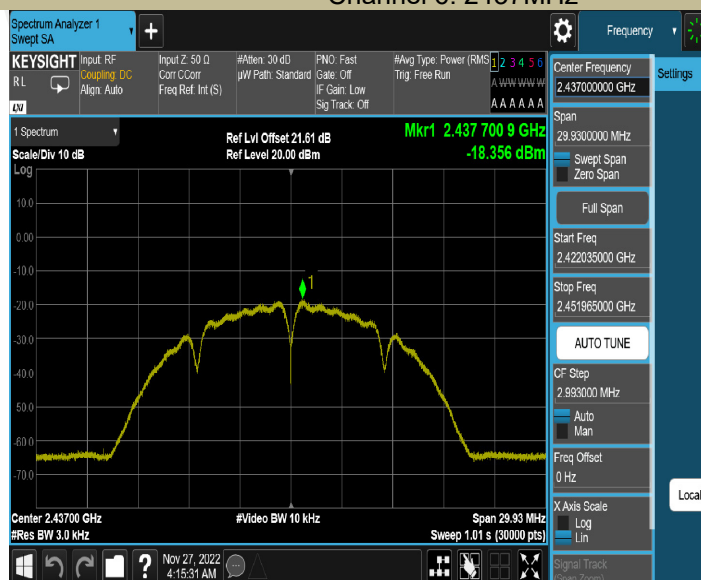 Spectrum Analyzer 1
Swept SA
+
Frequency
KEYSIGHT
RL
LXI
Input: RF
Coupling: DC
Align: Auto
Input Z: 50 Ω
Corr CCorr
Freq Ref: Int (S)
#Atten: 30 dB
µW Path: Standard
PNO: Fast
Gate: Off
IF Gain: Low
Sig Track: Off
#Avg Type: Power (RMS
Trig: Free Run
1 2 3 4 5 6
A W W W W W
A A A A A A
1 Spectrum
Scale/Div 10 dB
Log
Ref Lvl Offset 21.61 dB
Ref Level 20.00 dBm
Mkr1 2.437 700 9 GHz
-18.356 dBm
10.0
0.00
-10.0
-20.0
-30.0
-40.0
-50.0
-60.0
-70.0
1
Center 2.43700 GHz
#Res BW 3.0 kHz
#Video BW 10 kHz
Span 29.93 MHz
Sweep 1.01 s (30000 pts)
?
Nov 27, 2022
4:15:31 AM
Center Frequency
2.437000000 GHz
Settings
Span
29.9300000 MHz
Swept Span
Zero Span
Full Span
Start Freq
2.422035000 GHz
Stop Freq
2.451965000 GHz
AUTO TUNE
CF Step
2.993000 MHz
Auto
Man
Freq Offset
0 Hz
X Axis Scale
Log
Lin
Local
Signal Track
(Span Zoom)